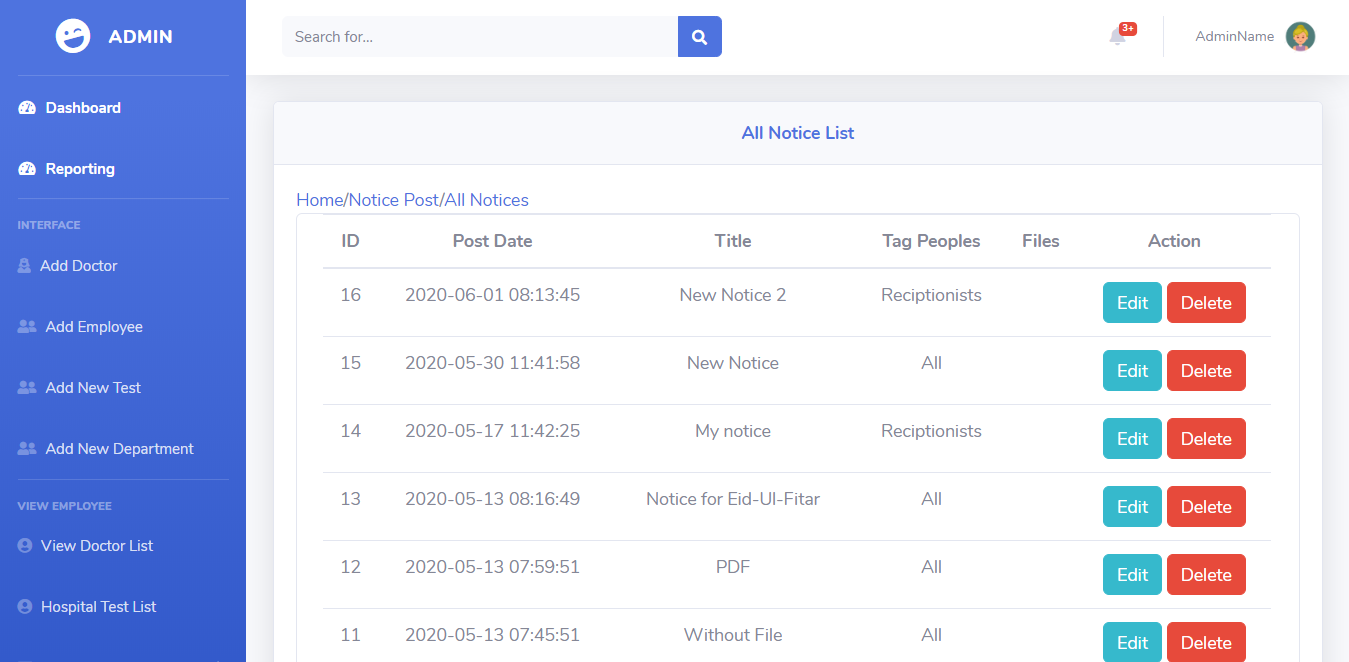 ADMIN
Search for...
3+
AdminName
Dashboard
Reporting
INTERFACE
Add Doctor
Add Employee
Add New Test
Add New Department
VIEW EMPLOYEE
View Doctor List
Hospital Test List
All Notice List
Home/Notice Post/All Notices
ID Post Date Title Tag Peoples Files Action
16 2020-06-01 08:13:45 New Notice 2 Reciptionists Edit Delete
15 2020-05-30 11:41:58 New Notice All Edit Delete
14 2020-05-17 11:42:25 My notice Reciptionists Edit Delete
13 2020-05-13 08:16:49 Notice for Eid-Ul-Fitar All Edit Delete
12 2020-05-13 07:59:51 PDF All Edit Delete
11 2020-05-13 07:45:51 Without File All Edit Delete